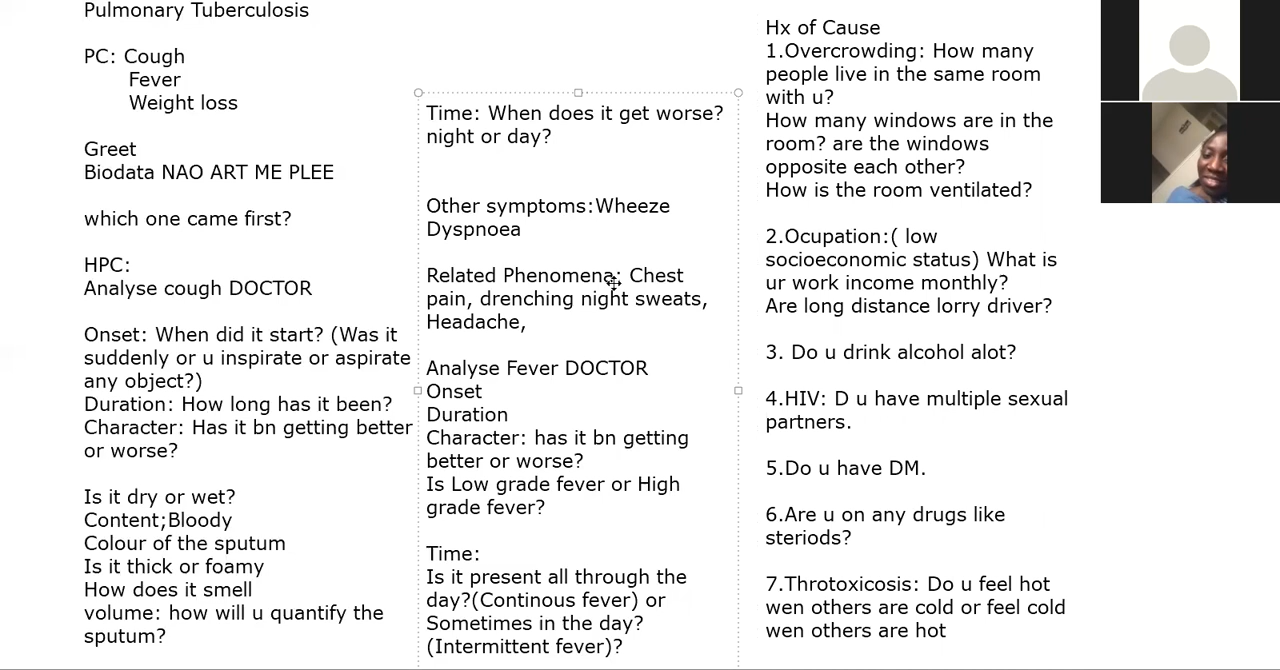 Pulmonary Tuberculosis
PC: Cough
Fever
Weight loss
Greet
Biodata NAO ART ME PLEE
which one came first?
HPC:
Analyse cough DOCTOR
Onset: When did it start? (Was it
suddenly or u inspirate or aspirate
any object?)
Duration: How long has it been?
Character: Has it bn getting better
or worse?
Is it dry or wet?
Content;Bloody
Colour of the sputum
Is it thick or foamy
How does it smell
volume: how will u quantify the
sputum?
Time: When does it get worse?
night or day?
Other symptoms:Wheeze
Dyspnoea
Related Phenomena: Chest
pain, drenching night sweats,
Headache,
Analyse Fever DOCTOR
Onset
Duration
Character: has it bn getting
better or worse?
Is Low grade fever or High
grade fever?
Time:
Is it present all through the
day?(Continous fever) or
Sometimes in the day?
(Intermittent fever)?
Hx of Cause
1.Overcrowding: How many
people live in the same room
with u?
How many windows are in the
room? are the windows
opposite each other?
How is the room ventilated?
2.Ocupation:( low
socioeconomic status) What is
ur work income monthly?
Are long distance lorry driver?
3. Do u drink alcohol alot?
4.HIV: D u have multiple sexual
partners.
5.Do u have DM.
6.Are u on any drugs like
steriods?
7.Throtoxicosis: Do u feel hot
wen others are cold or feel cold
wen others are hot